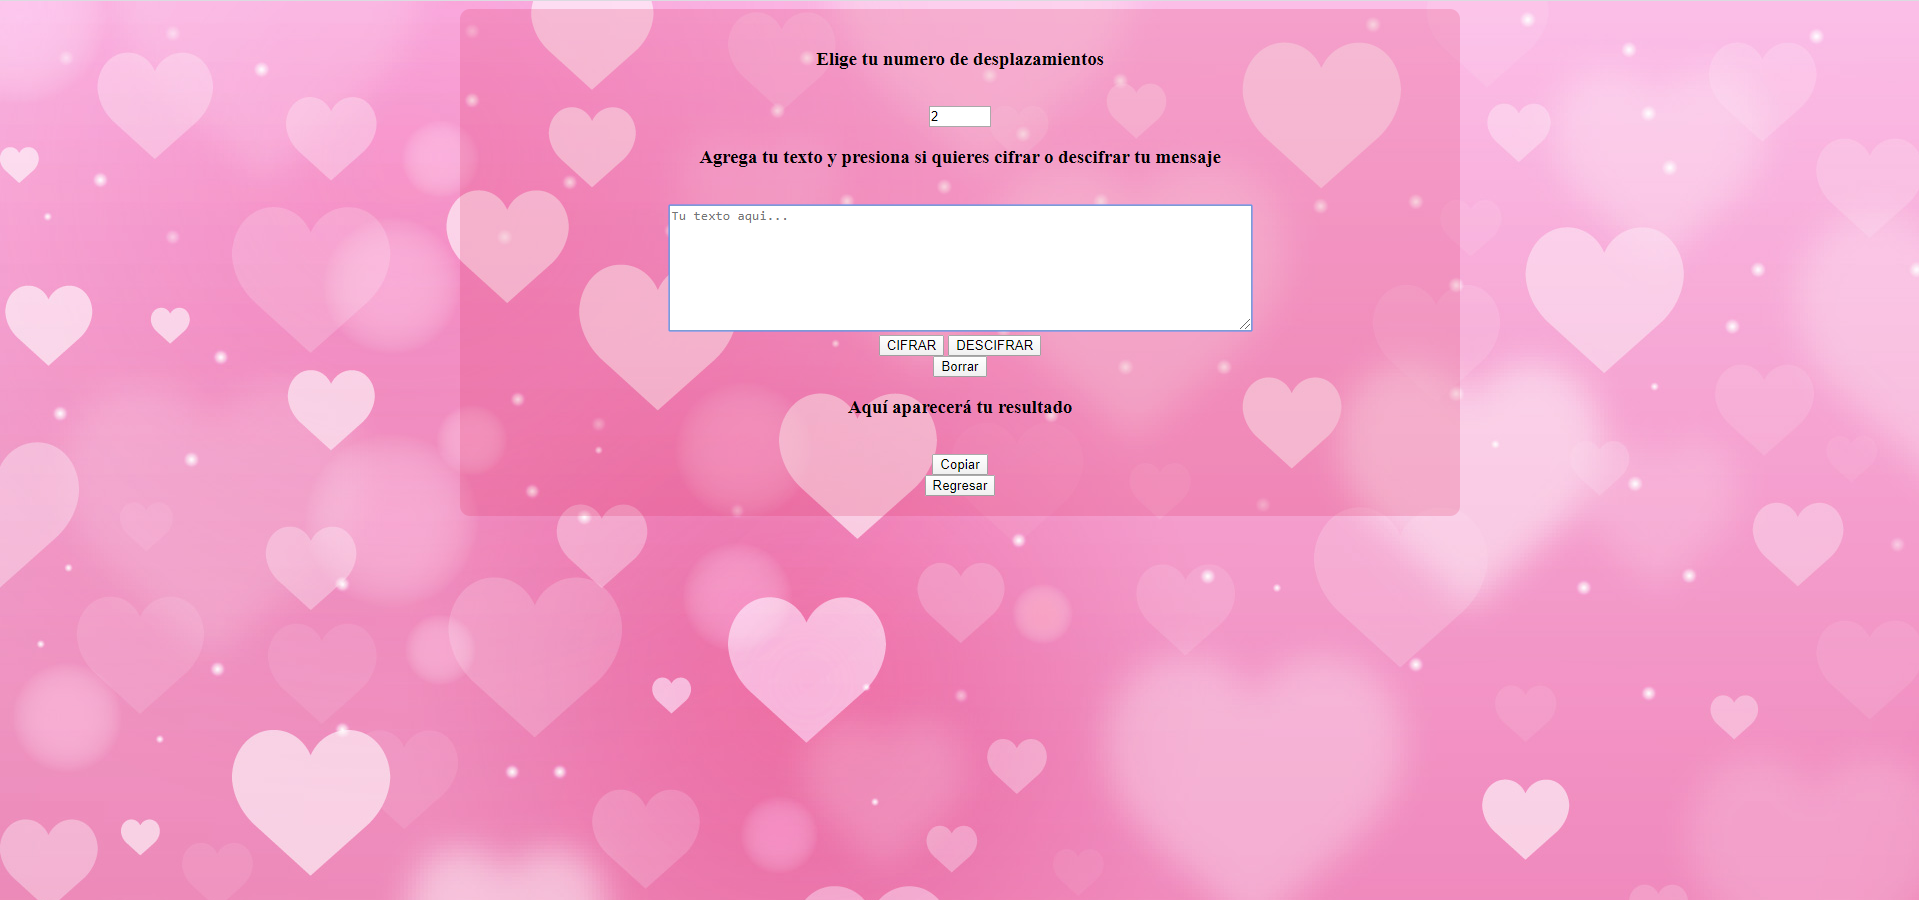 Elige tu numero de desplazamientos
2
Agrega tu texto y presiona si quieres cifrar o descifrar tu mensaje
Tu texto aqui...
CIFRAR DESCIFRAR
Borrar
Aquí aparecerá tu resultado
Copiar
Regresar